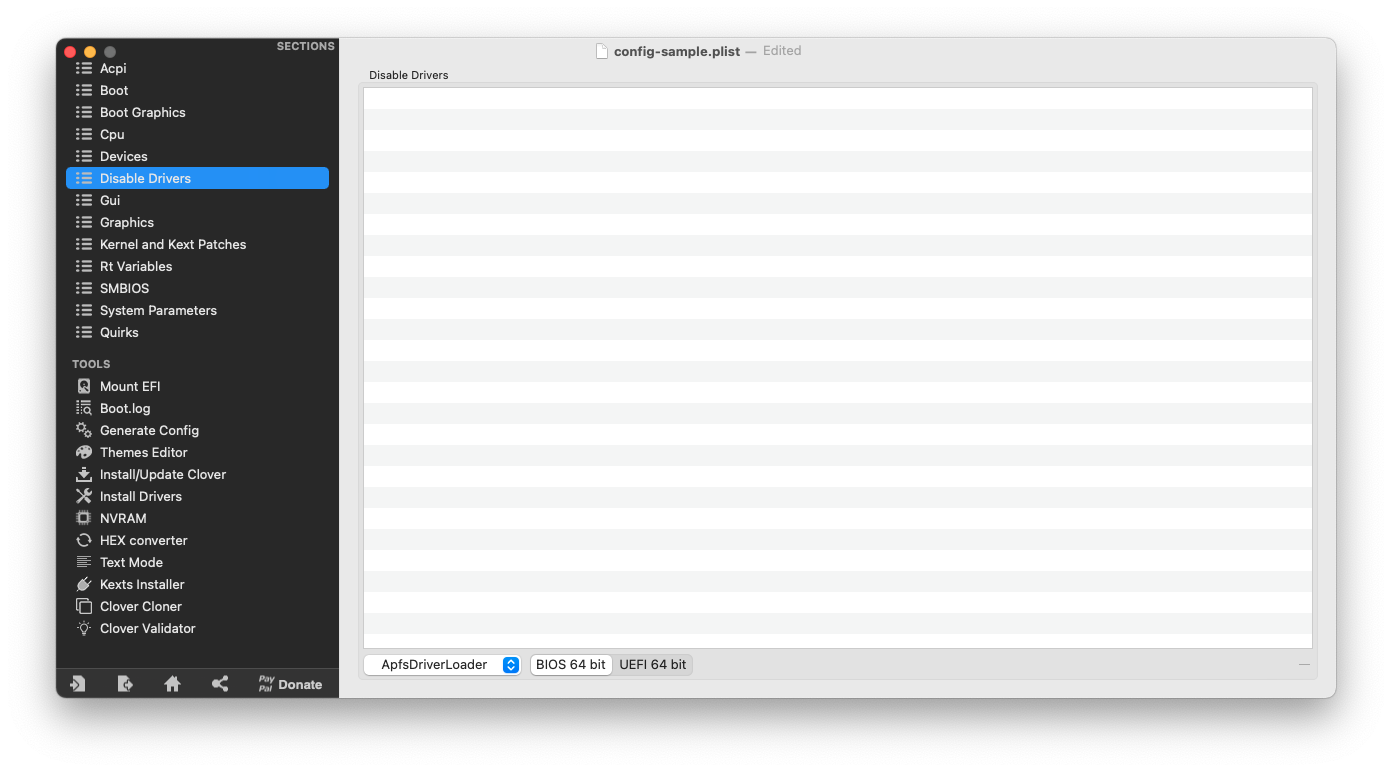 SECTIONS
Acpi
Boot
Boot Graphics
Cpu
Devices
Disable Drivers
Gui
Graphics
Kernel and Kext Patches
Rt Variables
SMBIOS
System Parameters
Quirks
TOOLS
Mount EFI
Boot.log
Generate Config
Themes Editor
Install/Update Clover
Install Drivers
NVRAM
HEX converter
Text Mode
Kexts Installer
Clover Cloner
Clover Validator
Pay
Pal
Donate
config-sample.plist — Edited
Disable Drivers
ApfsDriverLoader
BIOS 64 bit
UEFI 64 bit